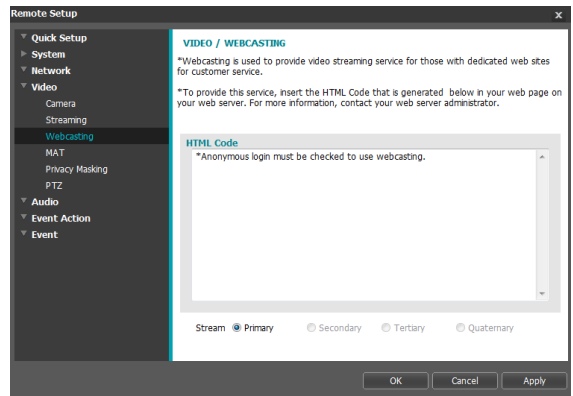 Remote Setup
x
Quick Setup
System
Network
Video
Camera
Streaming
Webcasting
MAT
Privacy Masking
PTZ
Audio
Event Action
Event
VIDEO / WEBCASTING
*Webcasting is used to provide video streaming service for those with dedicated web sites
for customer service.
*To provide this service, insert the HTML Code that is generated below in your web page on
your web server. For more information, contact your web server administrator.
HTML Code
*Anonymous login must be checked to use webcasting.
Stream Primary Secondary Tertiary Quaternary
OK Cancel Apply